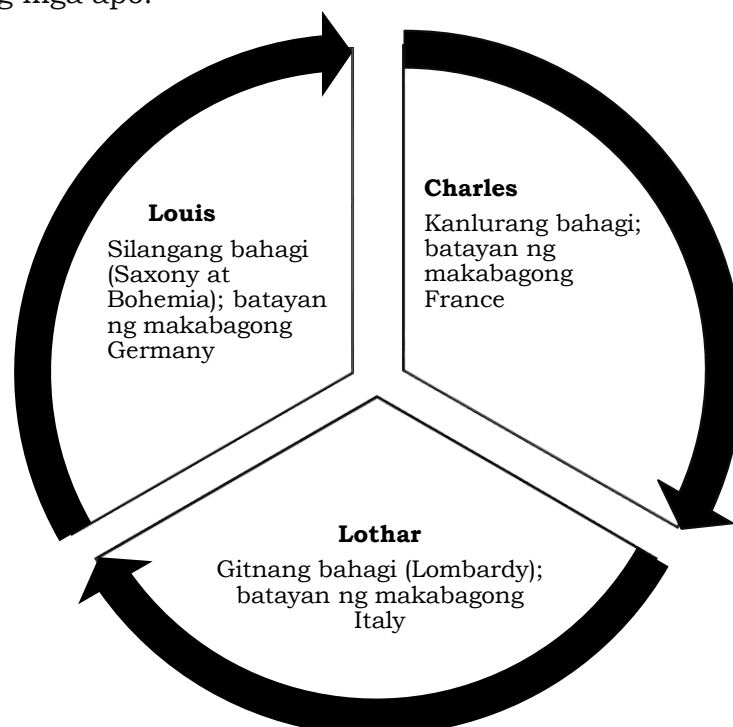 g mga apo.
Louis
Silangang bahagi
(Saxony at
Bohemia); batayan
ng makabagong
Germany
Charles
Kanlurang bahagi;
batayan ng
makabagong
France
Lothar
Gitnang bahagi (Lombardy);
batayan ng makabagong
Italy